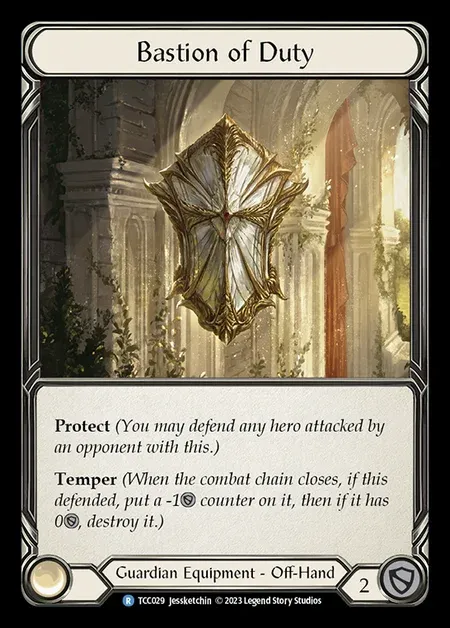 Bastion of Duty
Protect (You may defend any hero attacked by
an opponent with this.)
Temper (When the combat chain closes, if this
defended, put a -1 counter on it, then if it has
0, destroy it.)
Guardian Equipment - Off-Hand
2
R TCC029 Jessketchin © 2023 Legend Story Studios